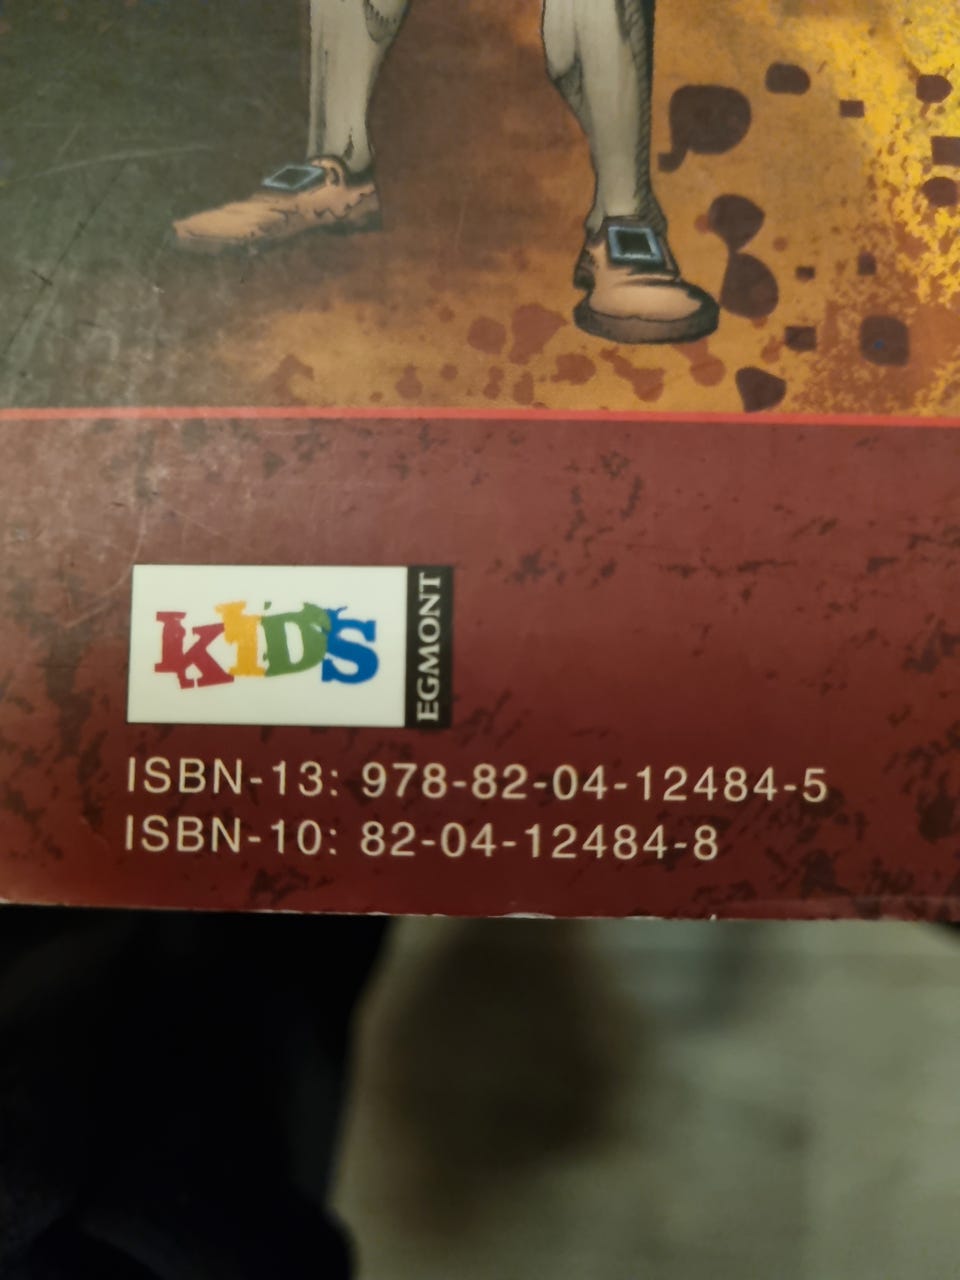 KIDS
EGMONT
ISBN-13: 978-82-04-12484-5
ISBN-10: 82-04-12484-8